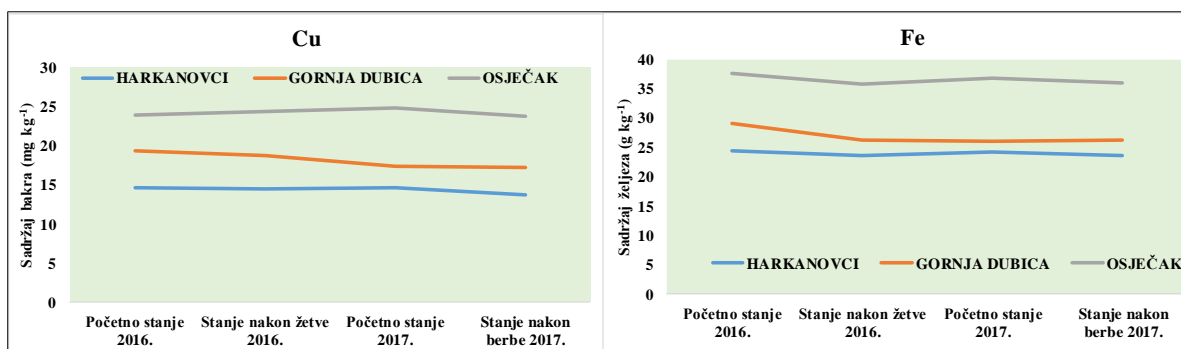 Cu
HARKANOVCI GORNJA DUBICA OSJEČAK
Sadržaj bakra (mg kg-1)
30
25
20
15
10
5
0
Početno stanje 2016.
Stanje nakon žetve 2016.
Početno stanje 2017.
Stanje nakon berbe 2017.
Fe
Sadržaj željeza (g kg-1)
40
35
30
25
20
15
10
5
0
HARKANOVCI GORNJA DUBICA OSJEČAK
Početno stanje 2016.
Stanje nakon žetve 2016.
Početno stanje 2017.
Stanje nakon berbe 2017.